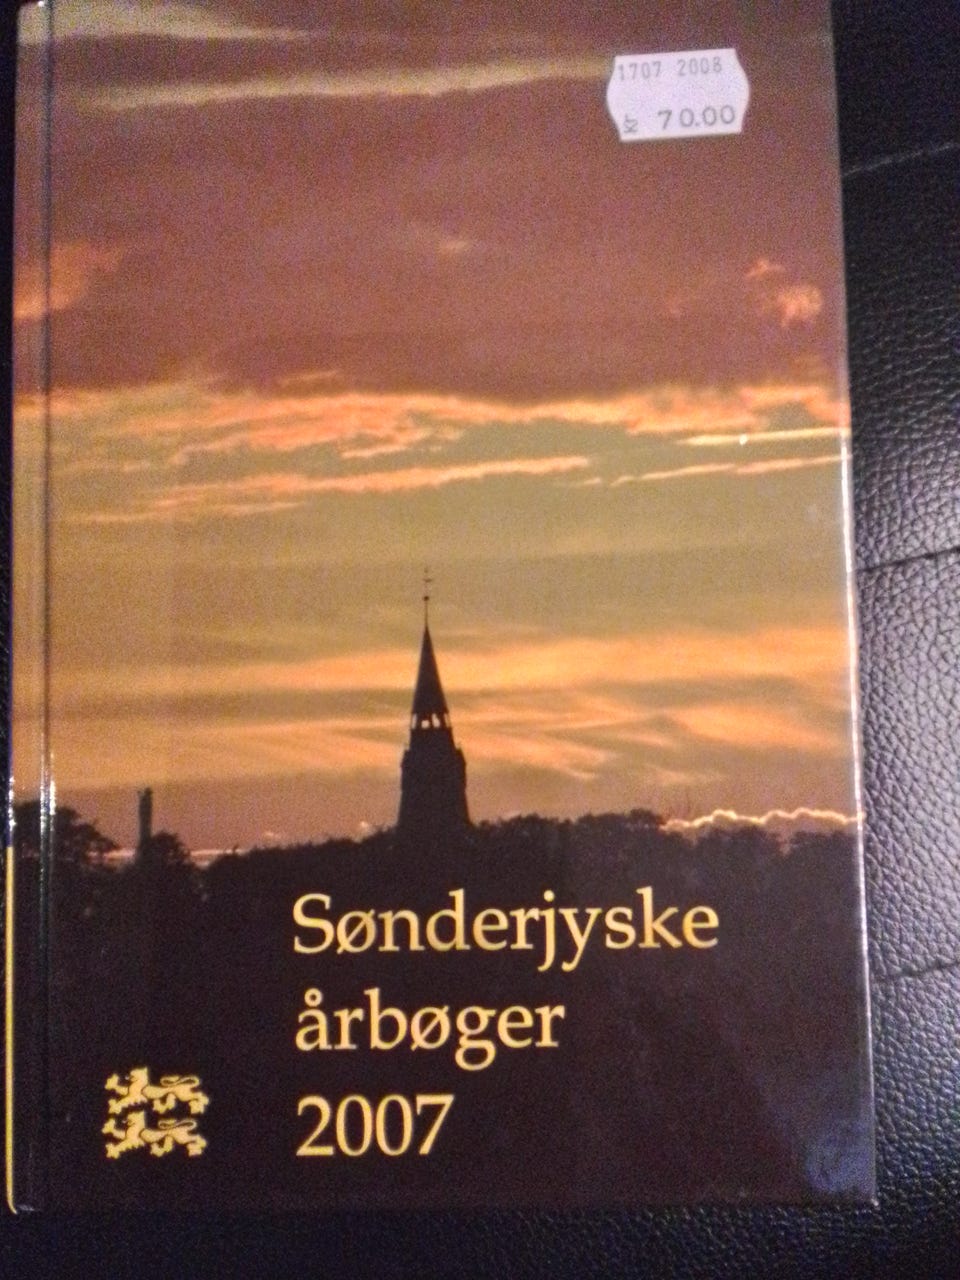 1707 2008
kr 70.00
Sønderjyske
årbøger
2007